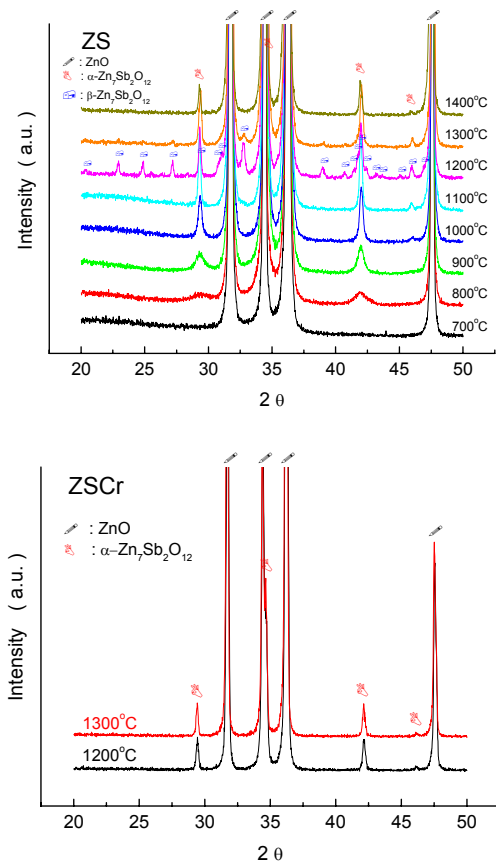 ZS
: ZnO
: α-Zn7Sb2O12
: β-Zn7Sb2O12
Intensity ( a.u. )
1400°C
1300°C
1200°C
1100°C
1000°C
900°C
800°C
700°C
20 25 30 35 40 45 50
2 θ
ZSCr
: ZnO
: α–Zn7Sb2O12
Intensity ( a.u. )
1300°C
1200°C
20 25 30 35 40 45 50
2 θ